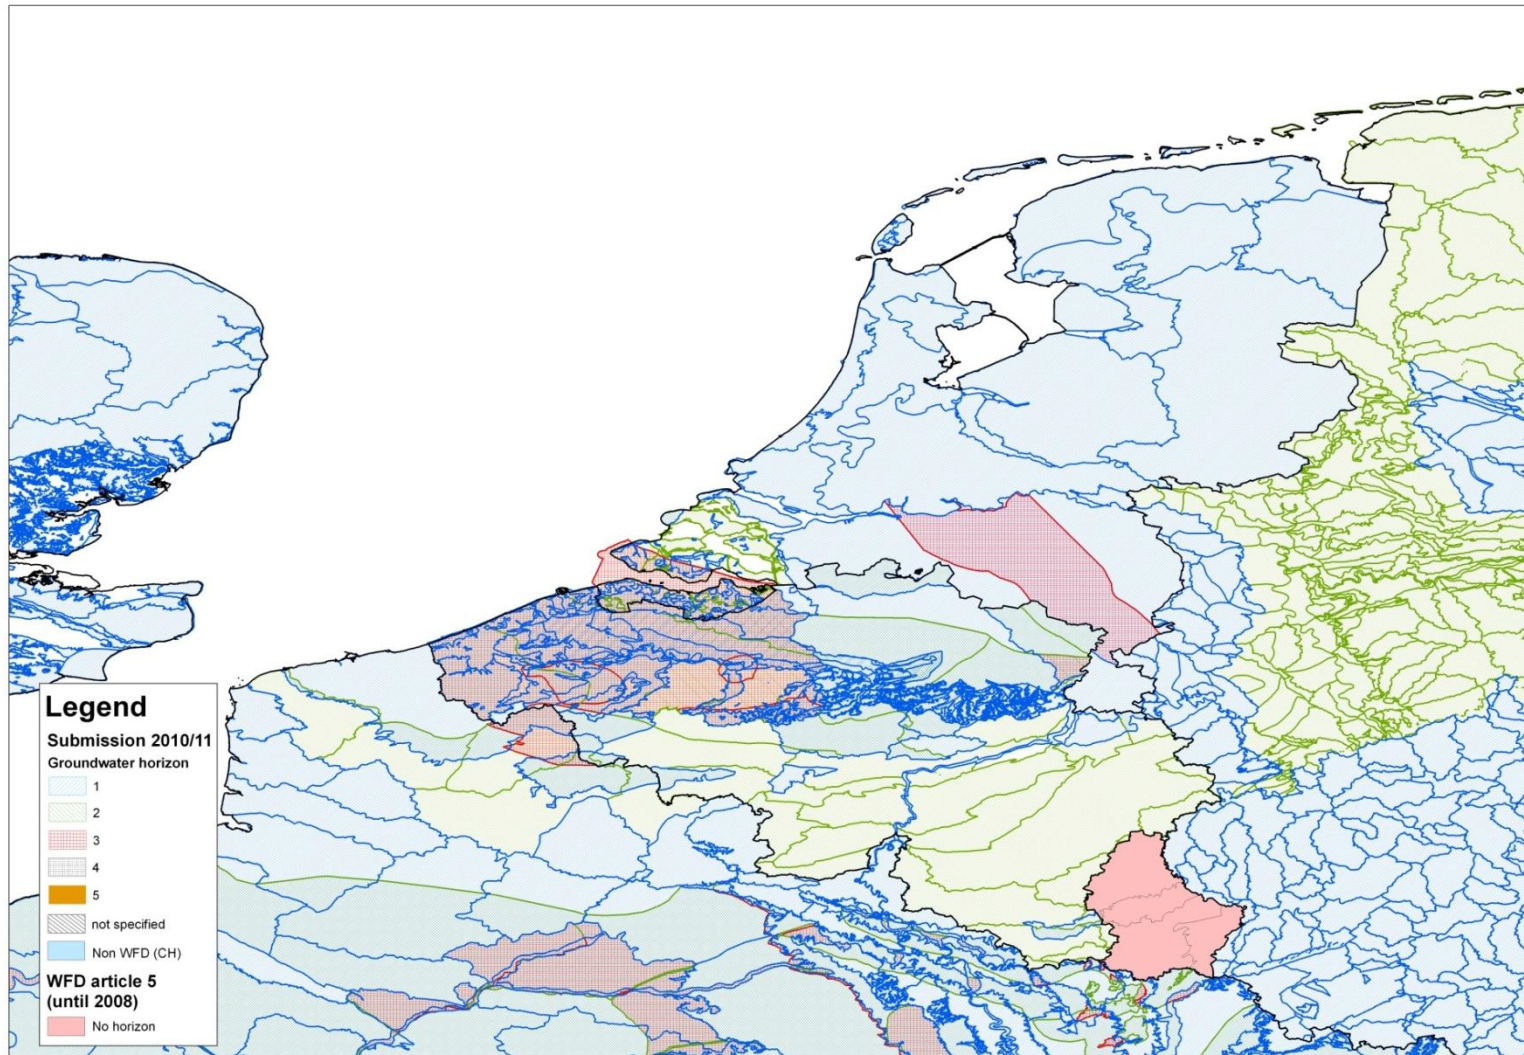 Legend
Submission 2010/11
Groundwater horizon
1
2
3
4
5
not specified
Non WFD (CH)
WFD article 5
(until 2008)
No horizon